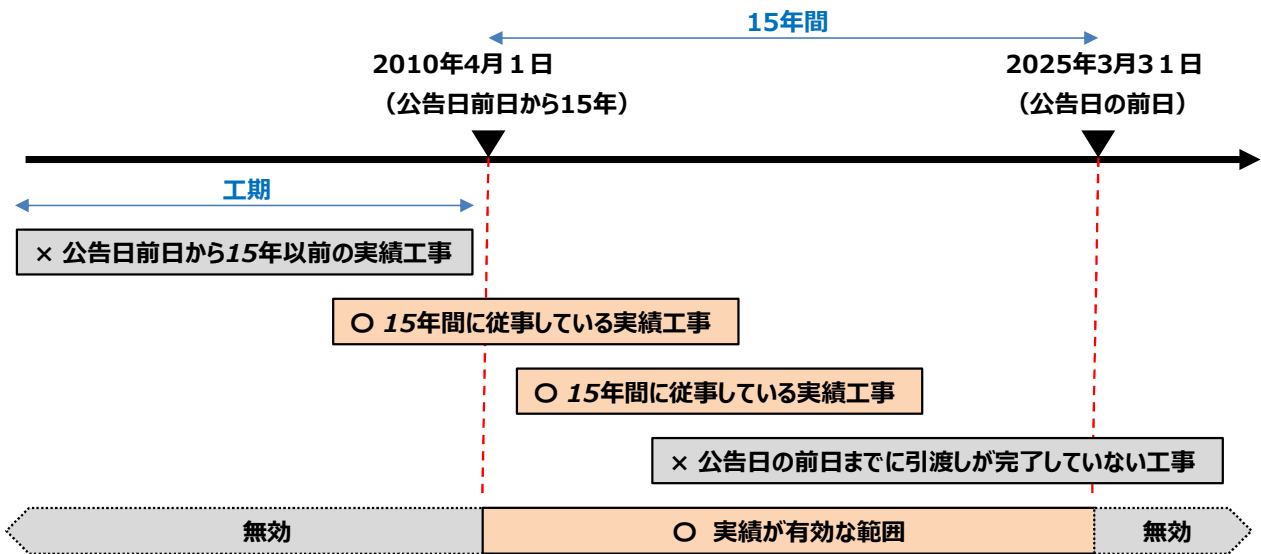 15年間
2010年4月１日
（公告日前日から15年）
2025年3月3１日
（公告日の前日）
工期
× 公告日前日から15年以前の実績工事
〇 15年間に従事している実績工事
〇 15年間に従事している実績工事
× 公告日の前日までに引渡しが完了していない工事
無効
〇 実績が有効な範囲
無効